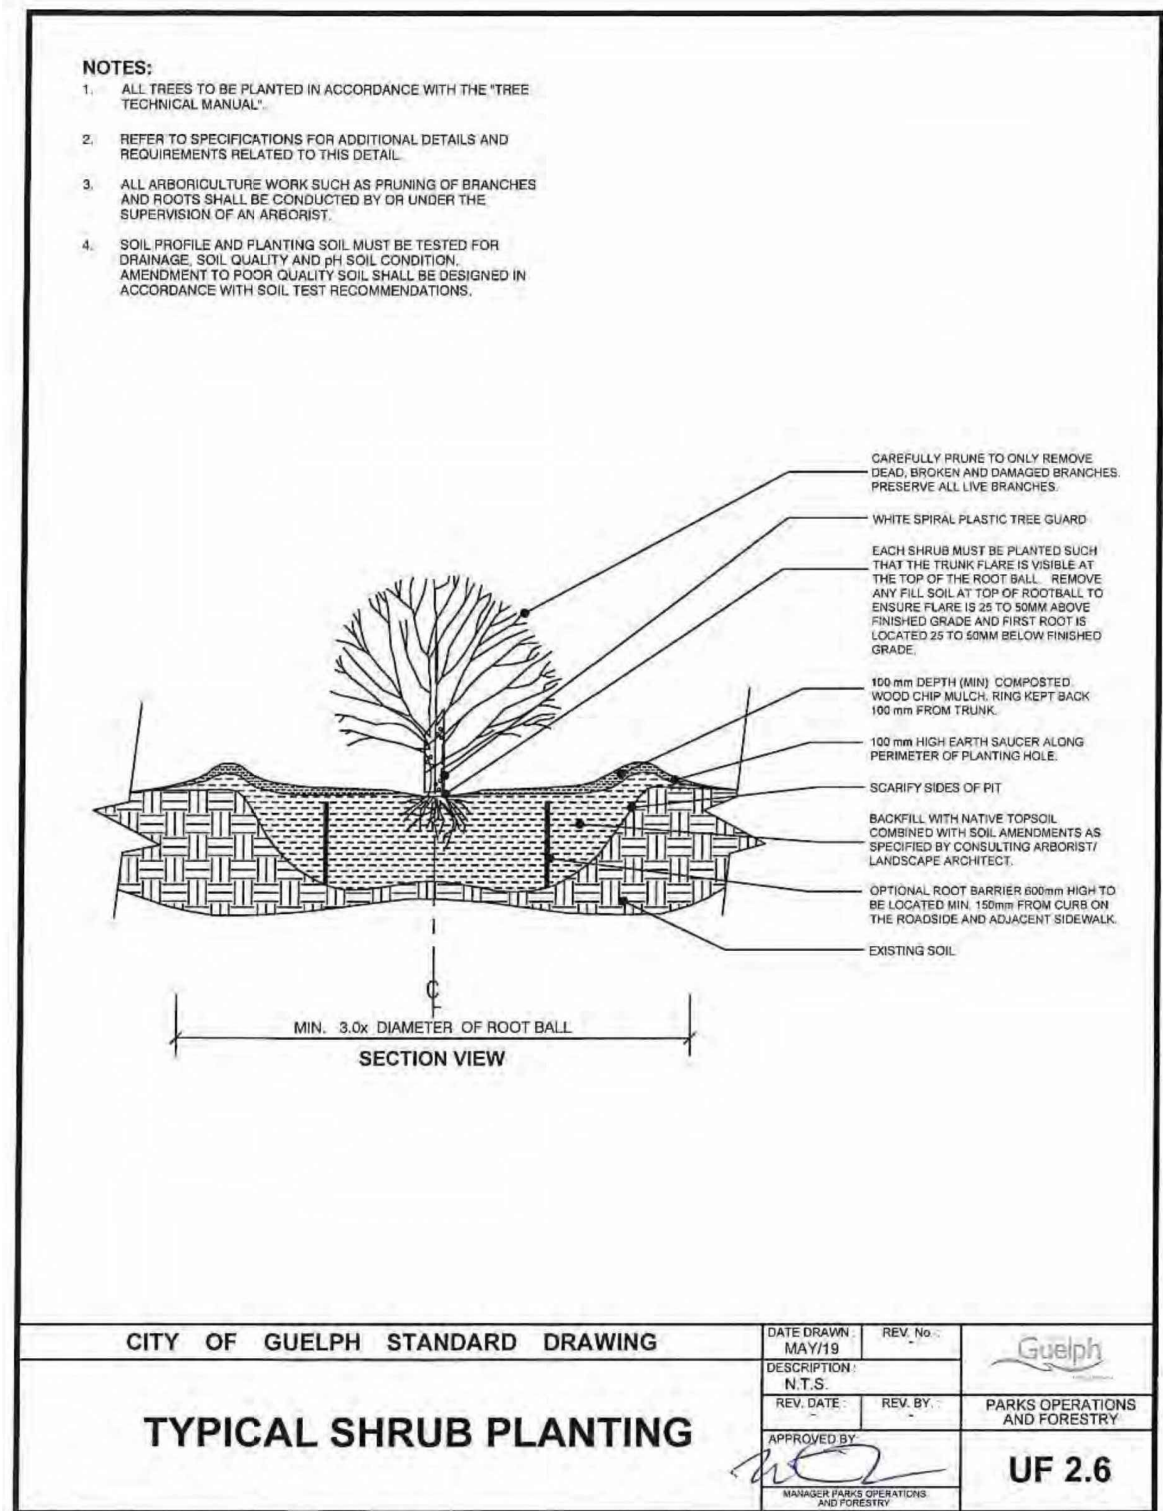 NOTES:
1. ALL TREES TO BE PLANTED IN ACCORDANCE WITH THE "TREE
TECHNICAL MANUAL".
2. REFER TO SPECIFICATIONS FOR ADDITIONAL DETAILS AND
REQUIREMENTS RELATED TO THIS DETAIL.
3. ALL ARBORICULTURE WORK SUCH AS PRUNING OF BRANCHES
AND ROOTS SHALL BE CONDUCTED BY OR UNDER THE
SUPERVISION OF AN ARBORIST.
4. SOIL PROFILE AND PLANTING SOIL MUST BE TESTED FOR
DRAINAGE, SOIL QUALITY AND pH SOIL CONDITION.
AMENDMENT TO POOR QUALITY SOIL SHALL BE DESIGNED IN
ACCORDANCE WITH SOIL TEST RECOMMENDATIONS.
CAREFULLY PRUNE TO ONLY REMOVE
DEAD, BROKEN AND DAMAGED BRANCHES.
PRESERVE ALL LIVE BRANCHES.
WHITE SPIRAL PLASTIC TREE GUARD
EACH SHRUB MUST BE PLANTED SUCH
THAT THE TRUNK FLARE IS VISIBLE AT
THE TOP OF THE ROOT BALL. REMOVE
ANY FILL SOIL AT TOP OF ROOTBALL TO
ENSURE FLARE IS 25 TO 50MM ABOVE
FINISHED GRADE AND FIRST ROOT IS
LOCATED 25 TO 50MM BELOW FINISHED
GRADE.
100 mm DEPTH (MIN) COMPOSTED
WOOD CHIP MULCH. RING KEPT BACK
100 mm FROM TRUNK.
100 mm HIGH EARTH SAUCER ALONG
PERIMETER OF PLANTING HOLE.
SCARIFY SIDES OF PIT
BACKFILL WITH NATIVE TOPSOIL
COMBINED WITH SOIL AMENDMENTS AS
SPECIFIED BY CONSULTING ARBORIST/
LANDSCAPE ARCHITECT.
OPTIONAL ROOT BARRIER 600mm HIGH TO
BE LOCATED MIN. 150mm FROM CURB ON
THE ROADSIDE AND ADJACENT SIDEWALK.
EXISTING SOIL
℄
MIN. 3.0x DIAMETER OF ROOT BALL
SECTION VIEW
CITY OF GUELPH STANDARD DRAWING
TYPICAL SHRUB PLANTING
DATE DRAWN : REV. No. :
MAY/19 -
DESCRIPTION :
N.T.S.
REV. DATE : REV. BY. :
- -
APPROVED BY:
MANAGER PARKS OPERATIONS
AND FORESTRY
Guelph
PARKS OPERATIONS
AND FORESTRY
UF 2.6